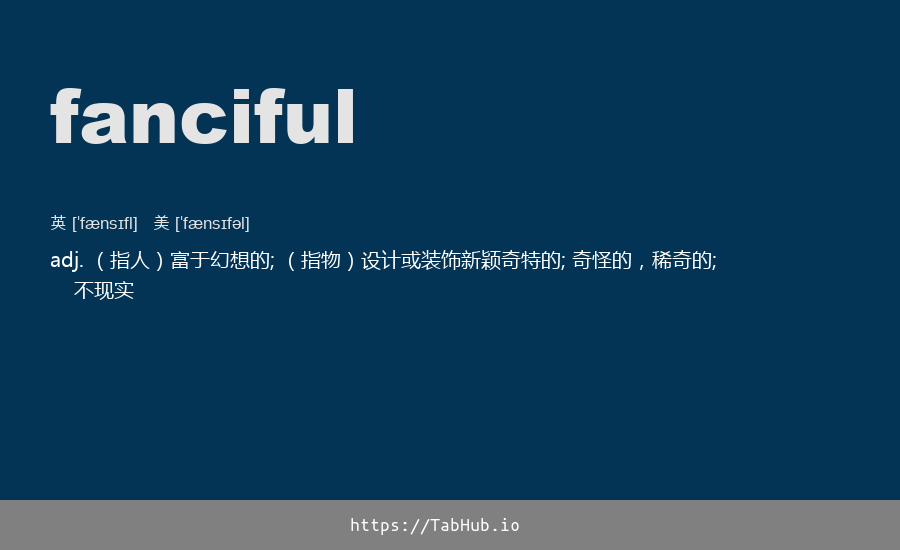 fanciful
英 [ˈfænsɪfl] 美 [ˈfænsɪfəl]
adj. （指人）富于幻想的; （指物）设计或装饰新颖奇特的; 奇怪的，稀奇的;
不现实
https://TabHub.io